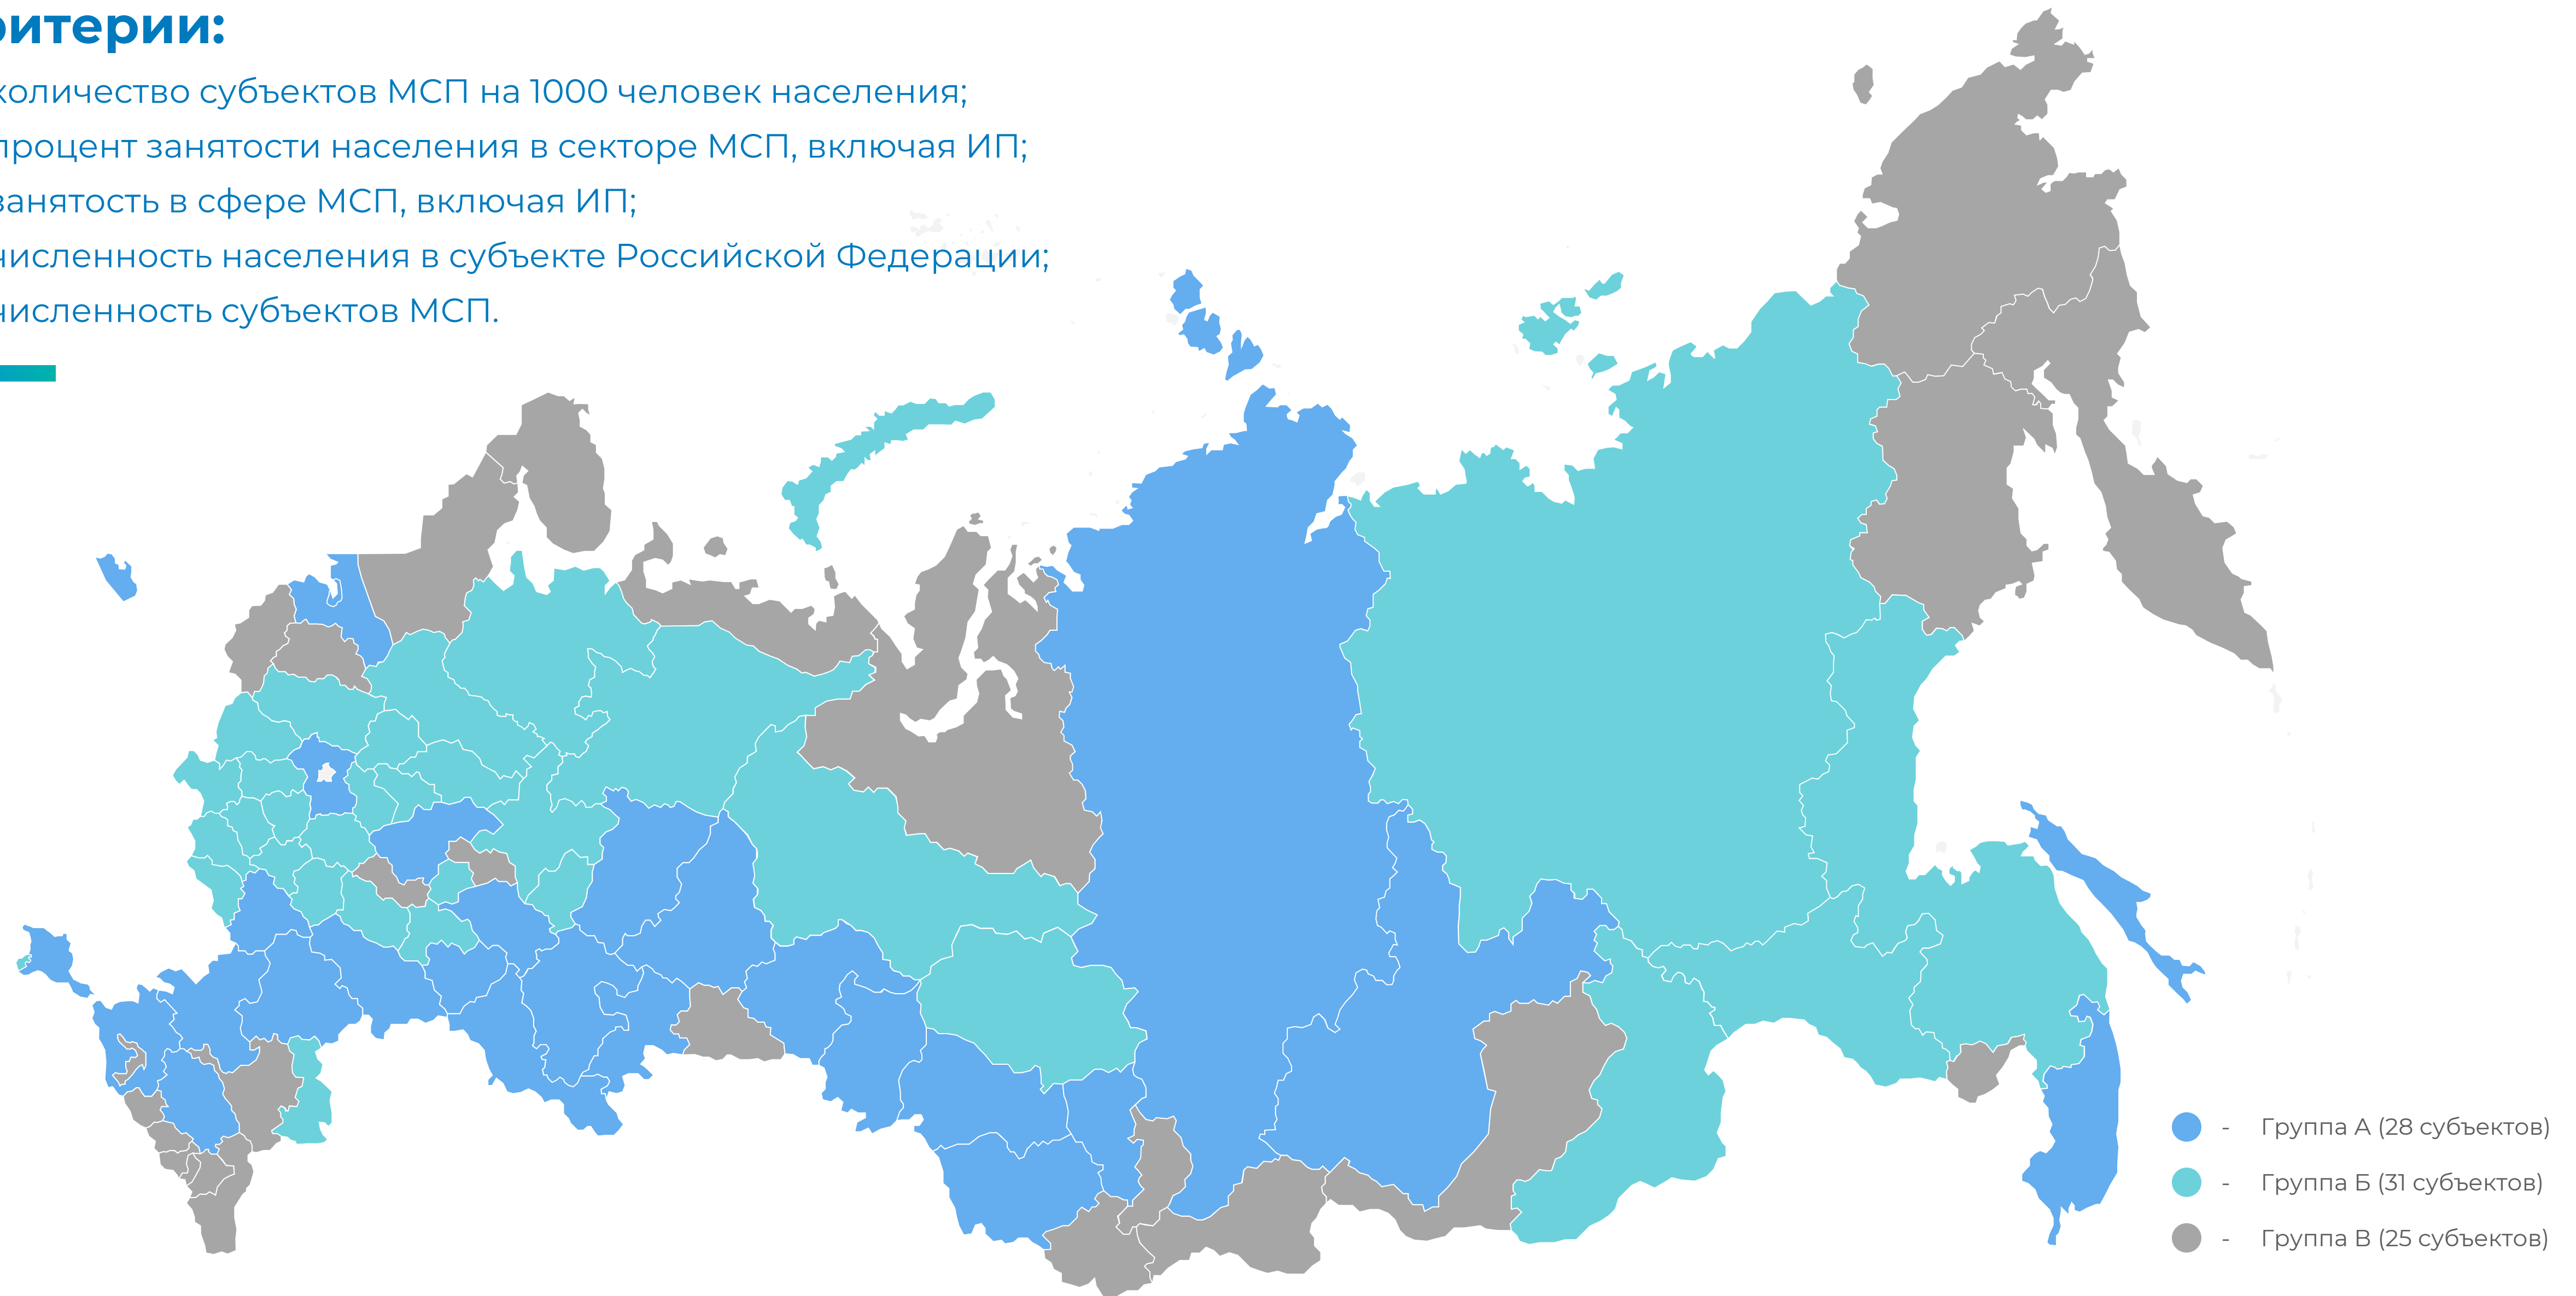 ритерии:
количество субъектов МСП на 1000 человек населения;
процент занятости населения в секторе МСП, включая ИП;
занятость в сфере МСП, включая ИП;
численность населения в субъекте Российской Федерации;
численность субъектов МСП.
- Группа А (28 субъектов)
- Группа Б (31 субъектов)
- Группа В (25 субъектов)